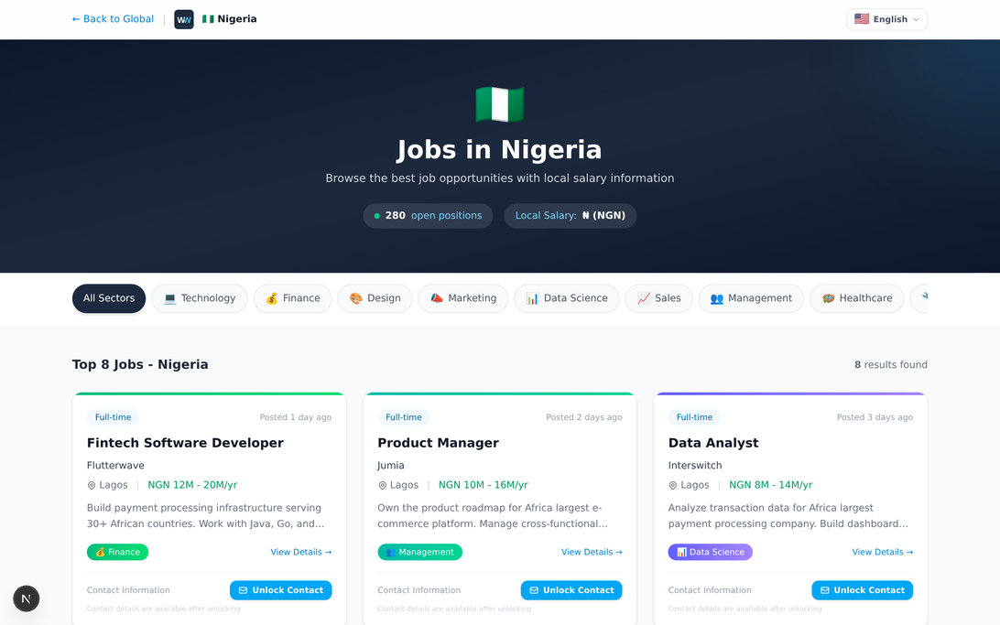 ← Back to Global | WW Nigeria
English
Jobs in Nigeria
Browse the best job opportunities with local salary information
280 open positions
Local Salary: ₦ (NGN)
All Sectors
Technology
Finance
Design
Marketing
Data Science
Sales
Management
Healthcare
Top 8 Jobs - Nigeria
8 results found
Full-time
Posted 1 day ago
Fintech Software Developer
Flutterwave
Lagos | NGN 12M - 20M/yr
Build payment processing infrastructure serving
30+ African countries. Work with Java, Go, and...
Finance
View Details →
Contact Information
Unlock Contact
Contact details are available after unlocking
Full-time
Posted 2 days ago
Product Manager
Jumia
Lagos | NGN 10M - 16M/yr
Own the product roadmap for Africa largest e-
commerce platform. Manage cross-functional...
Management
View Details →
Contact Information
Unlock Contact
Contact details are available after unlocking
Full-time
Posted 3 days ago
Data Analyst
Interswitch
Lagos | NGN 8M - 14M/yr
Analyze transaction data for Africa largest
payment processing company. Build dashboard...
Data Science
View Details →
Contact Information
Unlock Contact
Contact details are available after unlocking
N